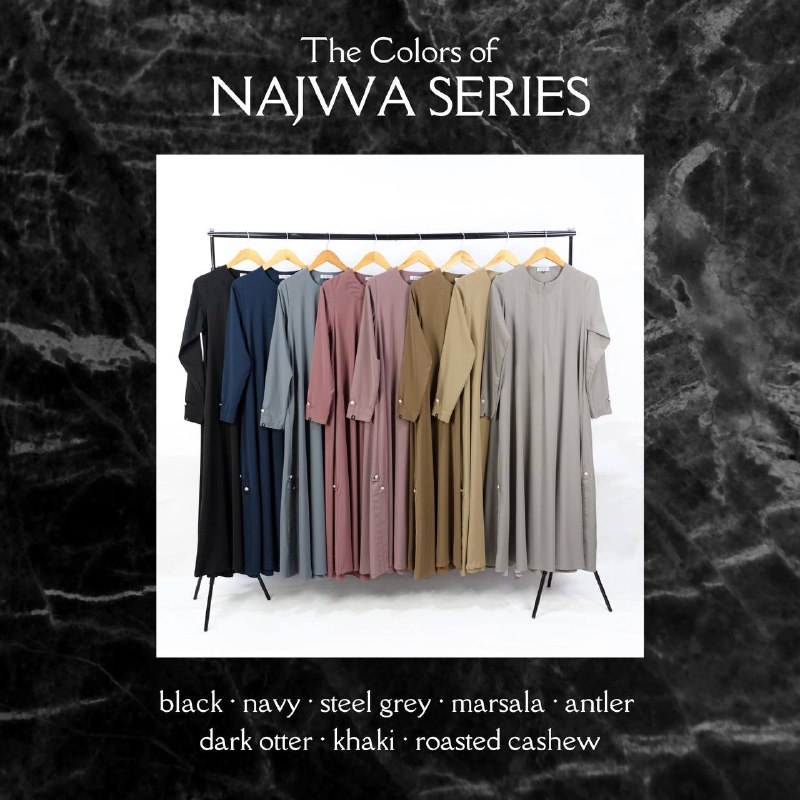 The Colors of
NAJWA SERIES
black · navy · steel grey · marsala · antler
dark otter · khaki · roasted cashew